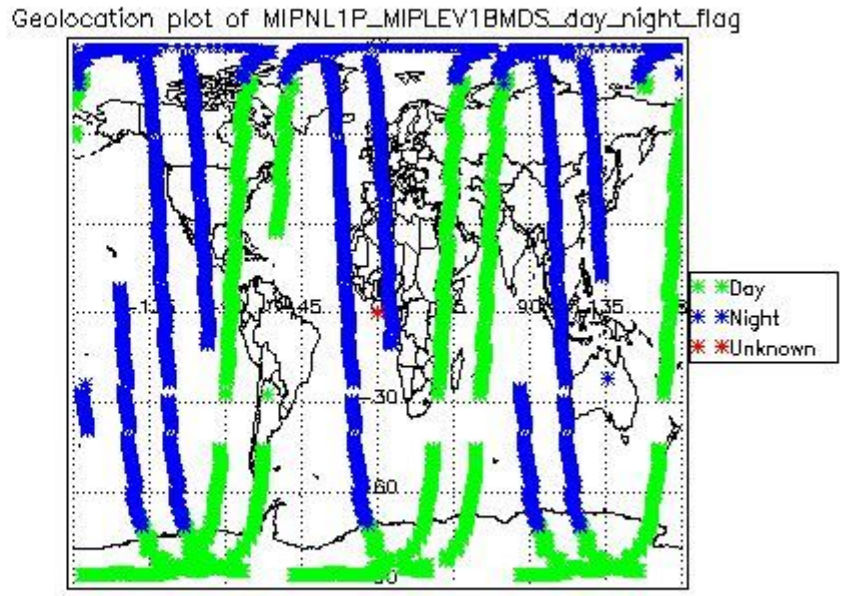 Geolocation plot of MIPNL1P_MIPLEV1BMDS_day_night_flag
45
90
135
Day
Night
Unknown
-30
60